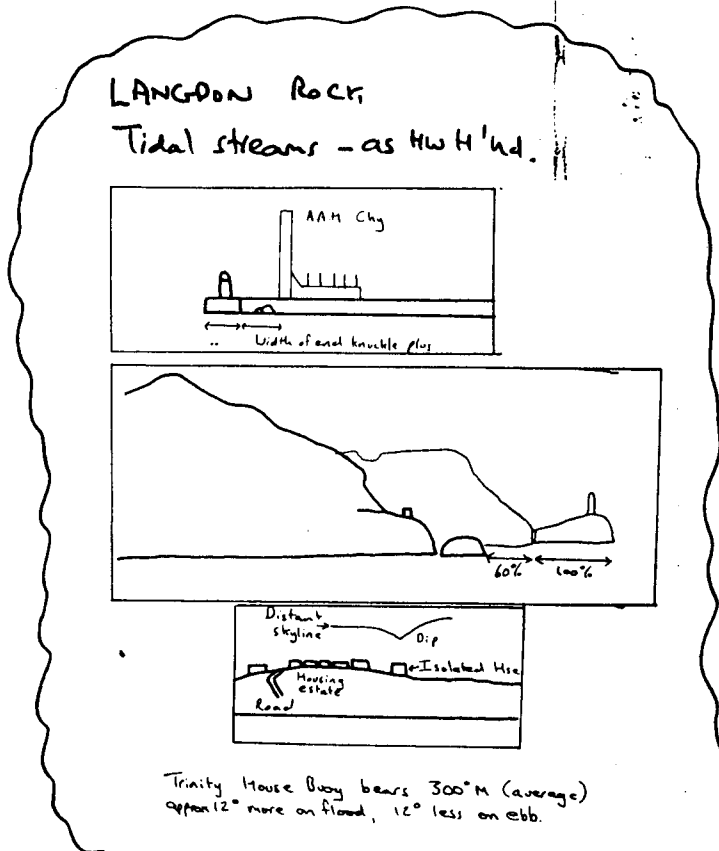 LANGDON ROCK,
Tidal streams - as HW H'hd.
AAM Chy
Width of end knuckle plus
60% 100%
Distant
skyline
Dip
Isolated Hse
Housing
estate
Road
Trinity House Buoy bears 300°M (average)
approx 12° more on flood, 12° less on ebb.